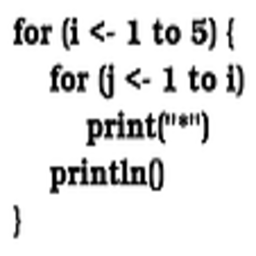 for (i <- 1 to 5) {
for (j <- 1 to i)
print("*")
println()
}